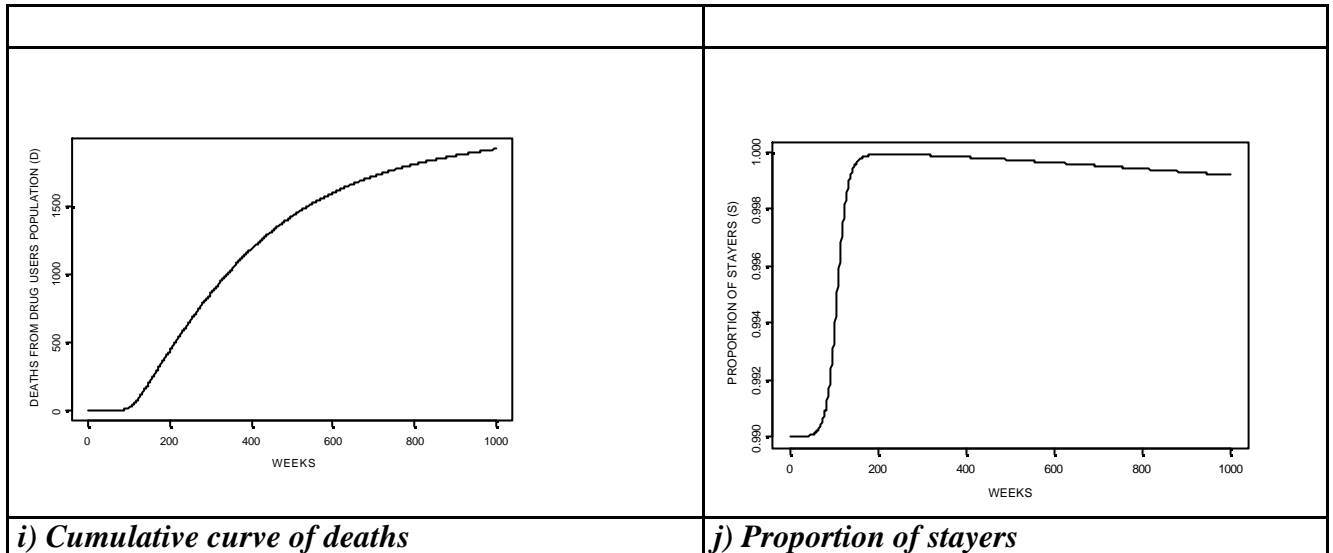 DEATHS FROM DRUG USERS POPULATION (D)
1500
1000
500
0
0 200 400 600 800 1000
WEEKS
i) Cumulative curve of deaths
PROPORTION OF STAYERS (S)
1.000
0.998
0.996
0.994
0.992
0.990
0 200 400 600 800 1000
WEEKS
j) Proportion of stayers